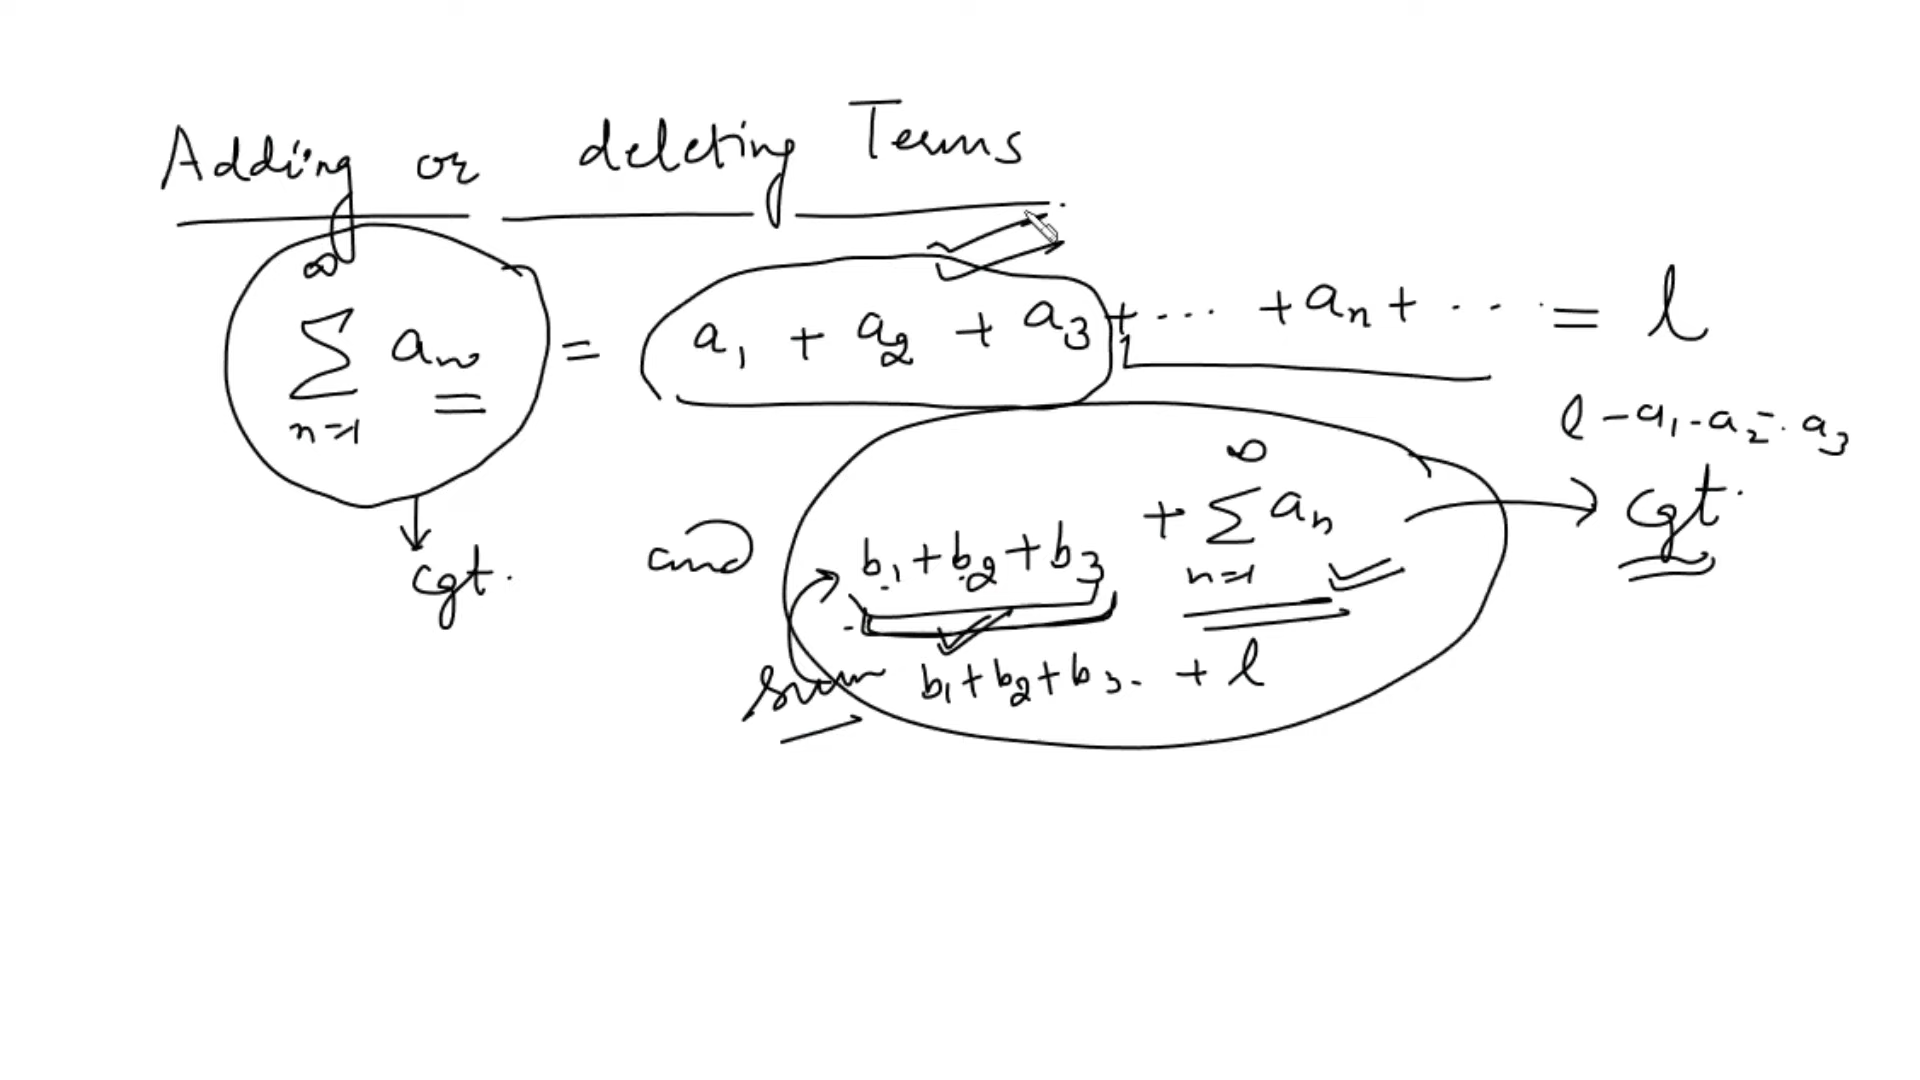 Adding or deleting Terms
∞
∑ aₙ = a₁ + a₂ + a₃ + ... + aₙ + ... = l
n=1
l - a₁ - a₂ - a₃
cgt.
and b₁ + b₂ + b₃ + ∑ aₙ → cgt.
∞
n=1
sum b₁ + b₂ + b₃. + l